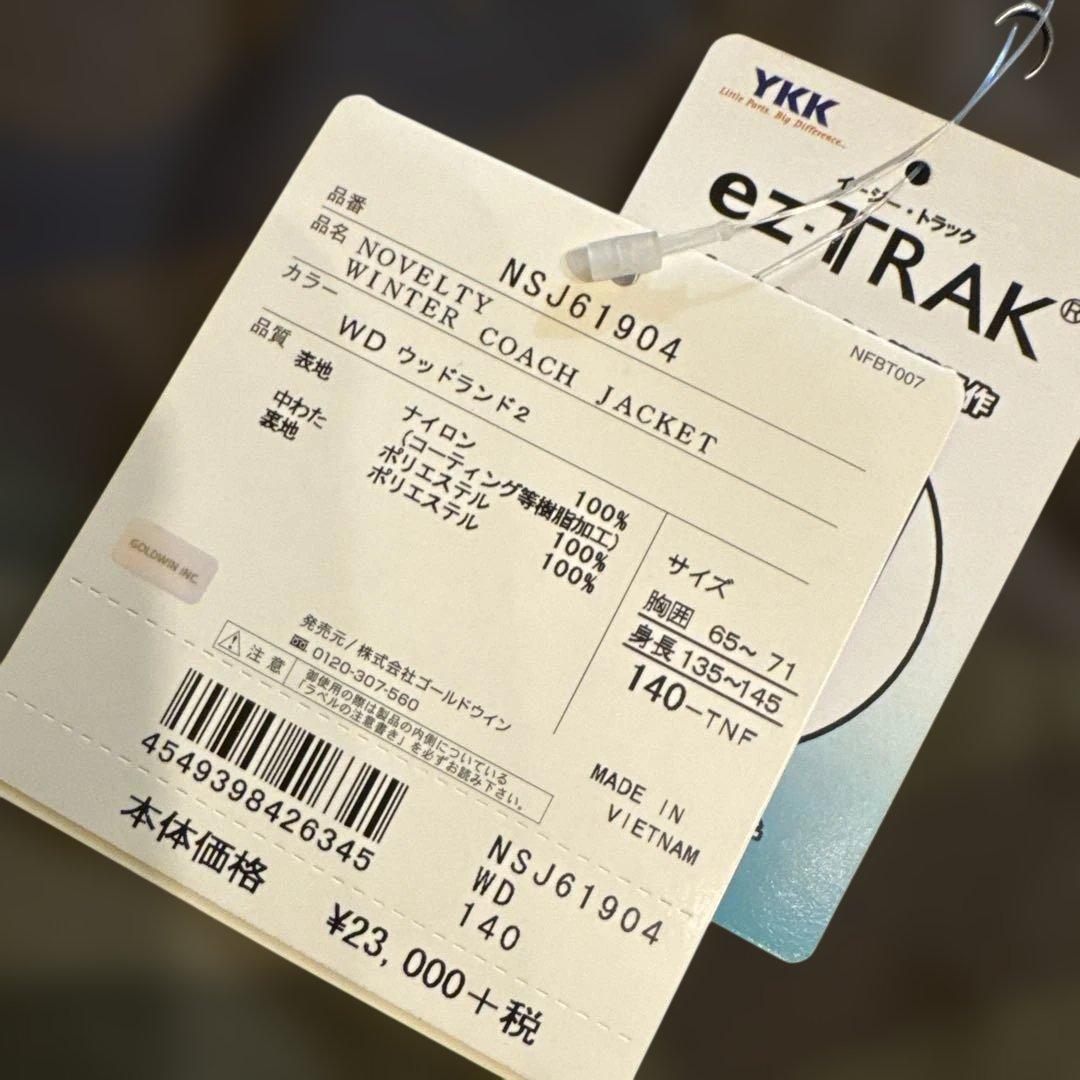 YKK
Little Parts. Big Difference.
イージー・トラック
ez-TRAK®
作
NFBT007
品番 NSJ61904
品名 NOVELTY
WINTER COACH JACKET
カラー WD ウッドランド2
品質 表地 ナイロン 100%
(コーティング等樹脂加工)
中わた ポリエステル 100%
裏地 ポリエステル 100%
サイズ
胸囲 65~ 71
身長 135~145
140-TNF
GOLDWIN INC.
発売元/株式会社ゴールドウイン
0120-307-560
注意 御使用の際は製品の内側についている
「ラベルの注意書き」を必ずお読み下さい。
MADE IN
VIETNAM
4549398426345
NSJ61904
WD
140
本体価格
¥23,000+税